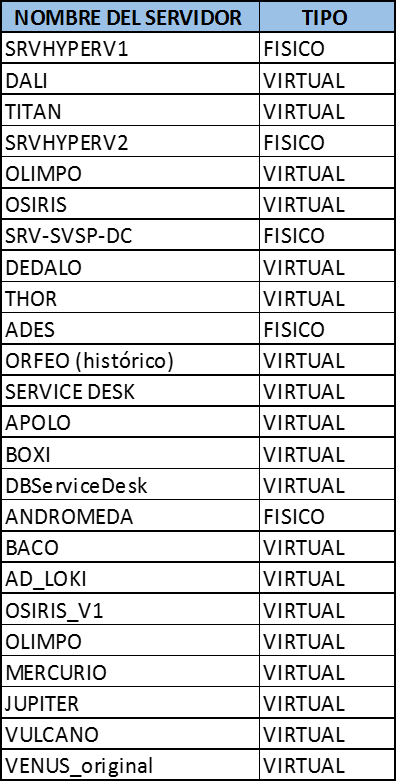 NOMBRE DEL SERVIDOR TIPO
SRVHYPERV1 FISICO
DALI VIRTUAL
TITAN VIRTUAL
SRVHYPERV2 FISICO
OLIMPO VIRTUAL
OSIRIS VIRTUAL
SRV-SVSP-DC FISICO
DEDALO VIRTUAL
THOR VIRTUAL
ADES FISICO
ORFEO (histórico) VIRTUAL
SERVICE DESK VIRTUAL
APOLO VIRTUAL
BOXI VIRTUAL
DBServiceDesk VIRTUAL
ANDROMEDA FISICO
BACO VIRTUAL
AD_LOKI VIRTUAL
OSIRIS_V1 VIRTUAL
OLIMPO VIRTUAL
MERCURIO VIRTUAL
JUPITER VIRTUAL
VULCANO VIRTUAL
VENUS_original VIRTUAL